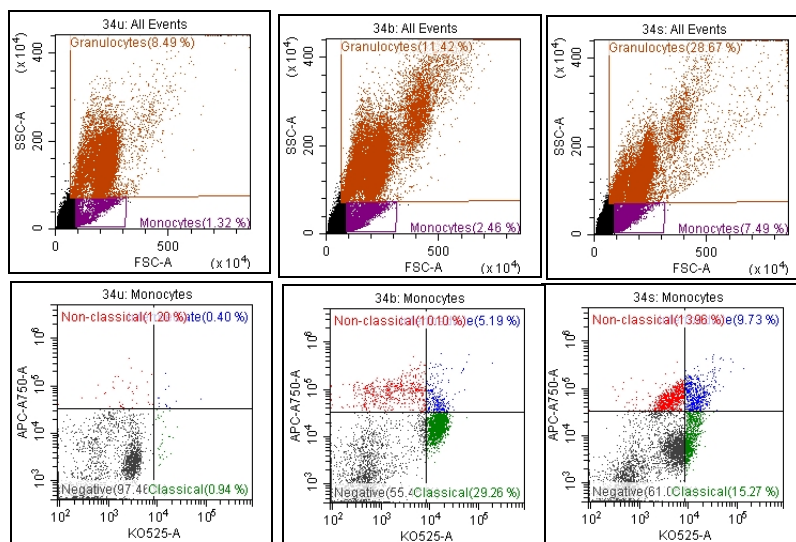 34u: All Events
Granulocytes(8.49 %)
(x 10⁴)
400
200
0
SSC-A
Monocytes(1.32 %)
0
500
FSC-A
(x 10⁴)
34b: All Events
Granulocytes(11.42 %)
(x 10⁴)
400
200
0
SSC-A
Monocytes(2.46 %)
0
500
FSC-A
(x 10⁴)
34s: All Events
Granulocytes(28.67 %)
(x 10⁴)
400
200
0
SSC-A
Monocytes(7.49 %)
0
500
FSC-A
(x 10⁴)
34u: Monocytes
Non-classical(1.20 %)
ate(0.40 %)
10⁶
10⁵
10⁴
10³
APC-A750-A
Negative(97.46
Classical(0.94 %)
10²
10³
10⁴
10⁵
10⁶
KO525-A
34b: Monocytes
Non-classical(10.10 %)
e(5.19 %)
10⁶
10⁵
10⁴
10³
APC-A750-A
Negative(55.4
Classical(29.26 %)
10²
10³
10⁴
10⁵
10⁶
KO525-A
34s: Monocytes
Non-classical(13.96 %)
e(9.73 %)
10⁶
10⁵
10⁴
10³
APC-A750-A
Negative(61.0
Classical(15.27 %)
10²
10³
10⁴
10⁵
10⁶
KO525-A